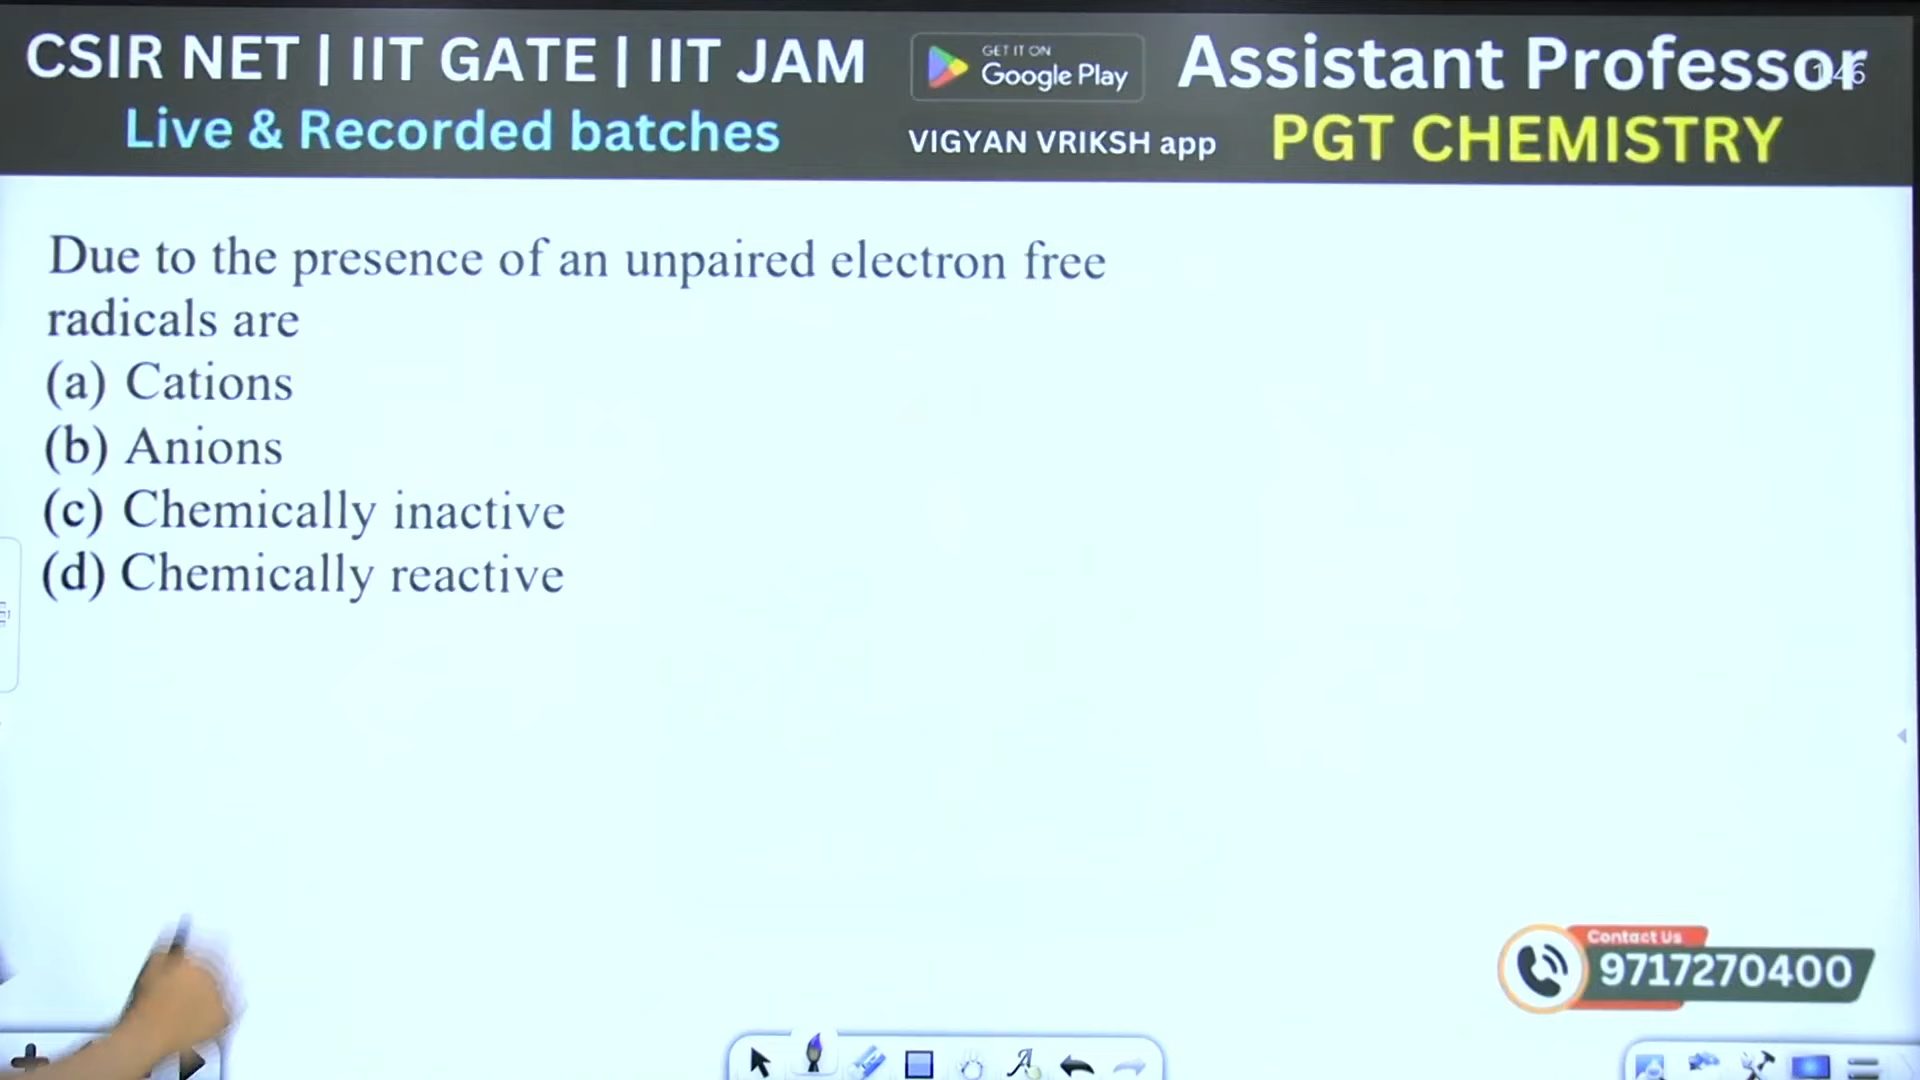 CSIR NET | IIT GATE | IIT JAM
Live & Recorded batches
GET IT ON
Google Play
VIGYAN VRIKSH app
Assistant Professor
PGT CHEMISTRY
Due to the presence of an unpaired electron free
radicals are
(a) Cations
(b) Anions
(c) Chemically inactive
(d) Chemically reactive
Contact Us
9717270400